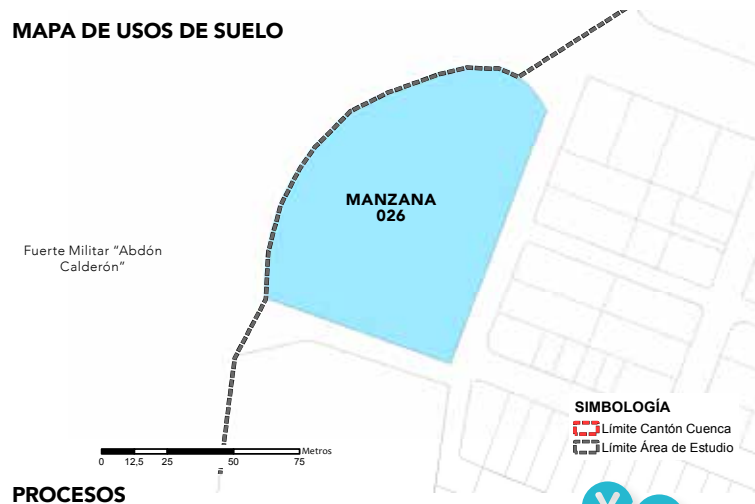 MAPA DE USOS DE SUELO
MANZANA
026
Fuerte Militar "Abdón
Calderón"
SIMBOLOGÍA
Límite Cantón Cuenca
Límite Área de Estudio
Metros
0 12,5 25 50 75
PROCESOS